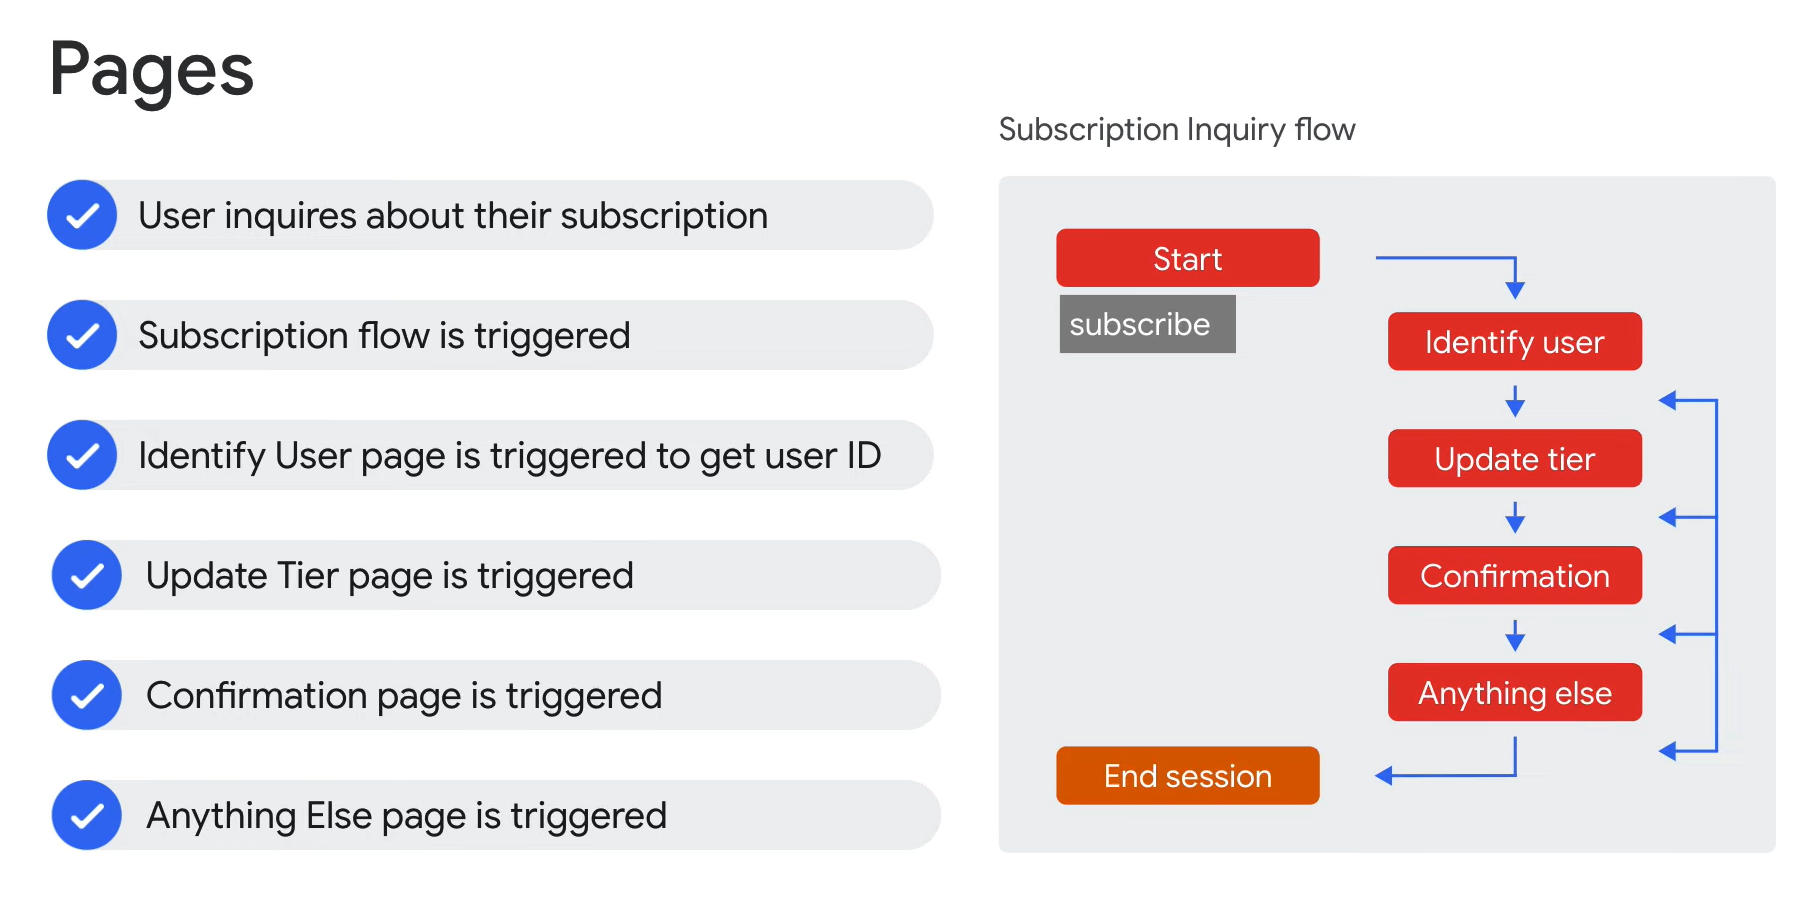 Pages
User inquires about their subscription
Subscription flow is triggered
Identify User page is triggered to get user ID
Update Tier page is triggered
Confirmation page is triggered
Anything Else page is triggered
Subscription Inquiry flow
Start
subscribe
Identify user
Update tier
Confirmation
Anything else
End session